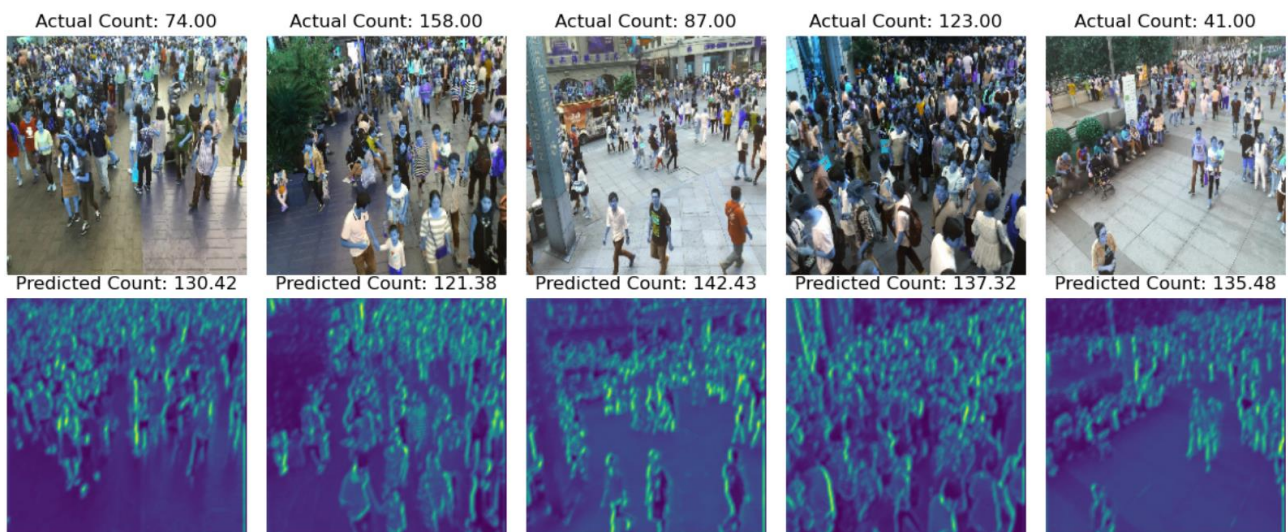 Actual Count: 74.00
Actual Count: 158.00
Actual Count: 87.00
Actual Count: 123.00
Actual Count: 41.00
Predicted Count: 130.42
Predicted Count: 121.38
Predicted Count: 142.43
Predicted Count: 137.32
Predicted Count: 135.48